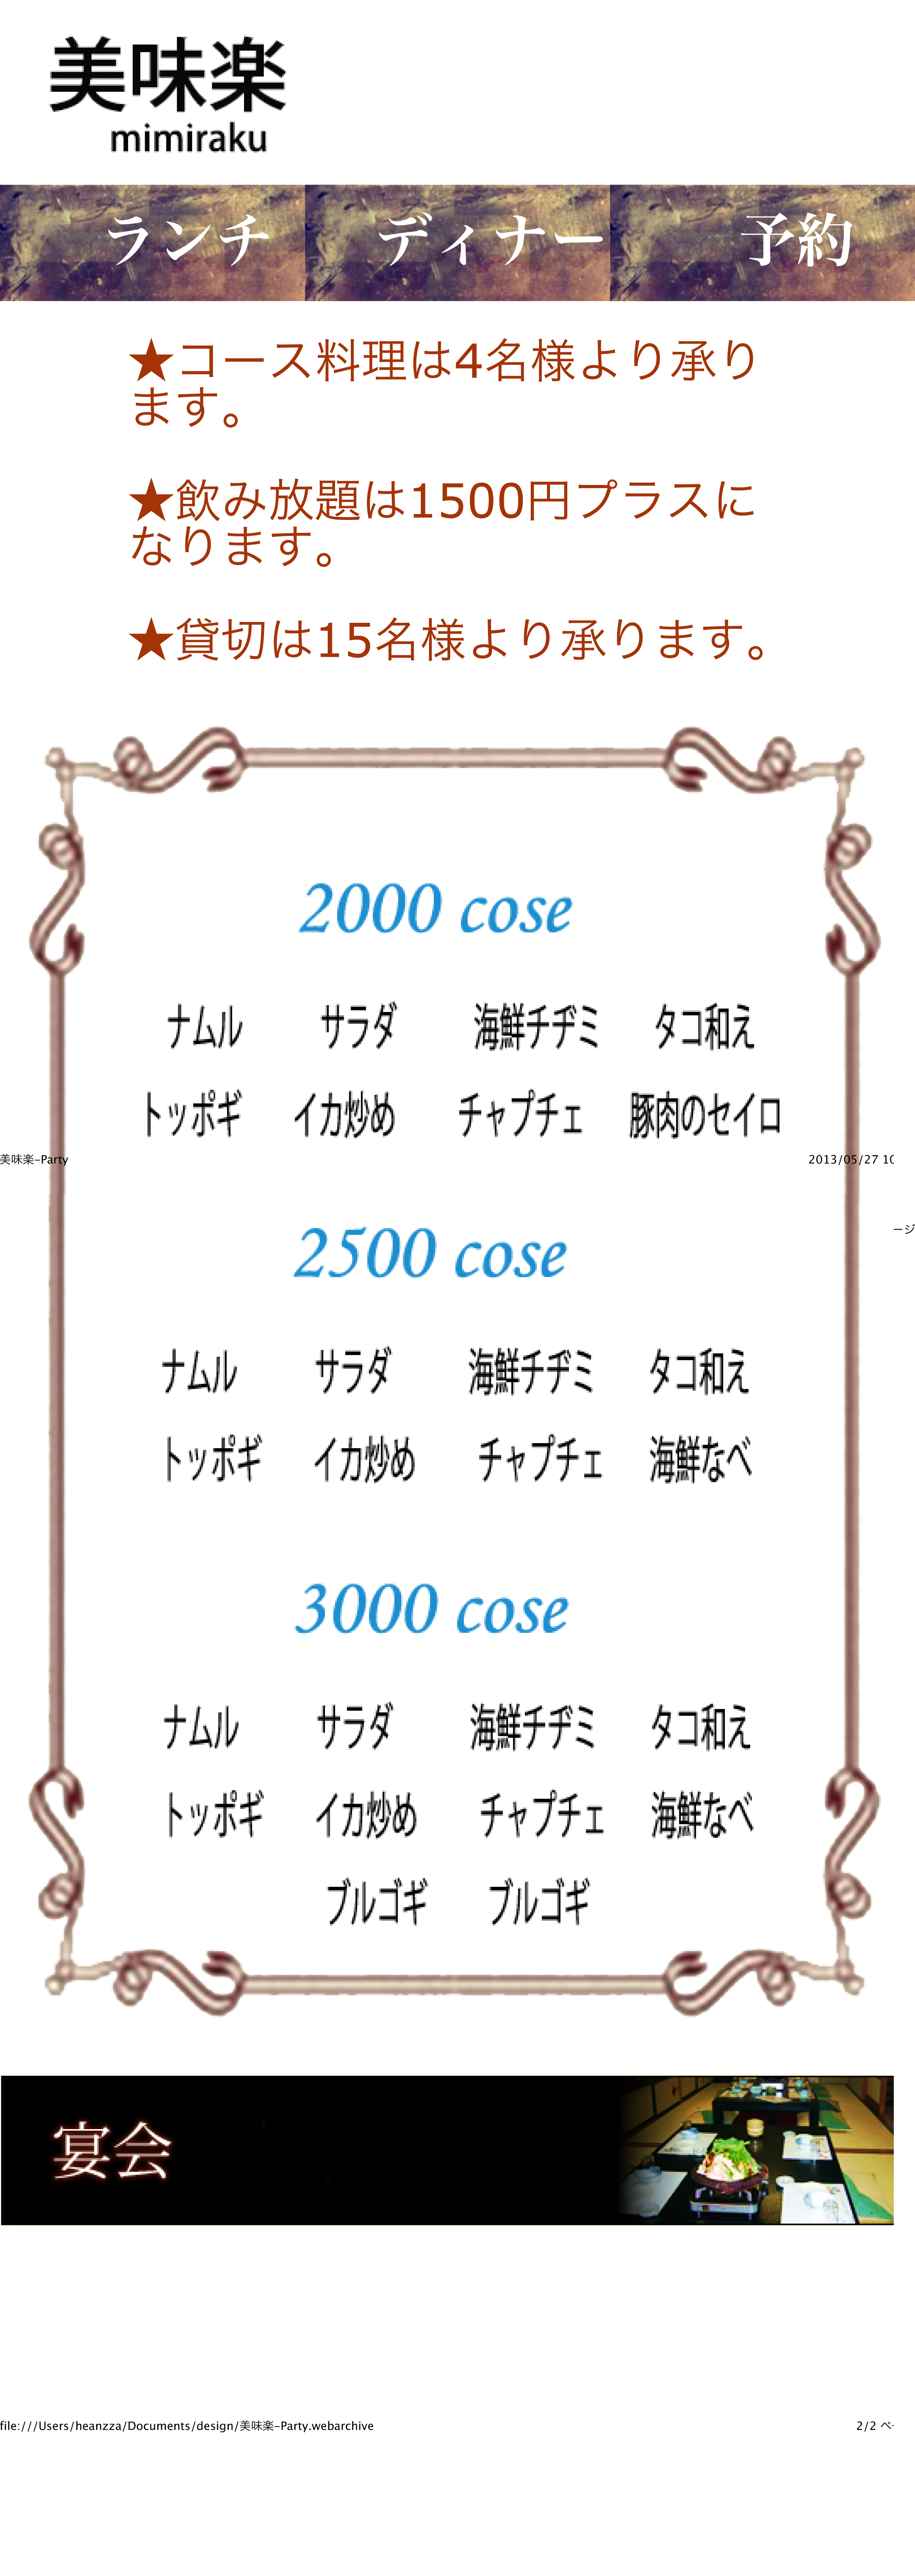 美味楽
mimiraku
ランチ ディナー 予約
★コース料理は4名様より承り
ます。
★飲み放題は1500円プラスに
なります。
★貸切は15名様より承ります。
2000 cose
ナムル サラダ 海鮮チヂミ タコ和え
トッポギ イカ炒め チャプチェ 豚肉のセイロ
美味楽-Party 2013/05/27 10
ージ
2500 cose
ナムル サラダ 海鮮チヂミ タコ和え
トッポギ イカ炒め チャプチェ 海鮮なべ
3000 cose
ナムル サラダ 海鮮チヂミ タコ和え
トッポギ イカ炒め チャプチェ 海鮮なべ
ブルゴギ ブルゴギ
宴会
file:///Users/heanzza/Documents/design/美味楽-Party.webarchive 2/2 ペー